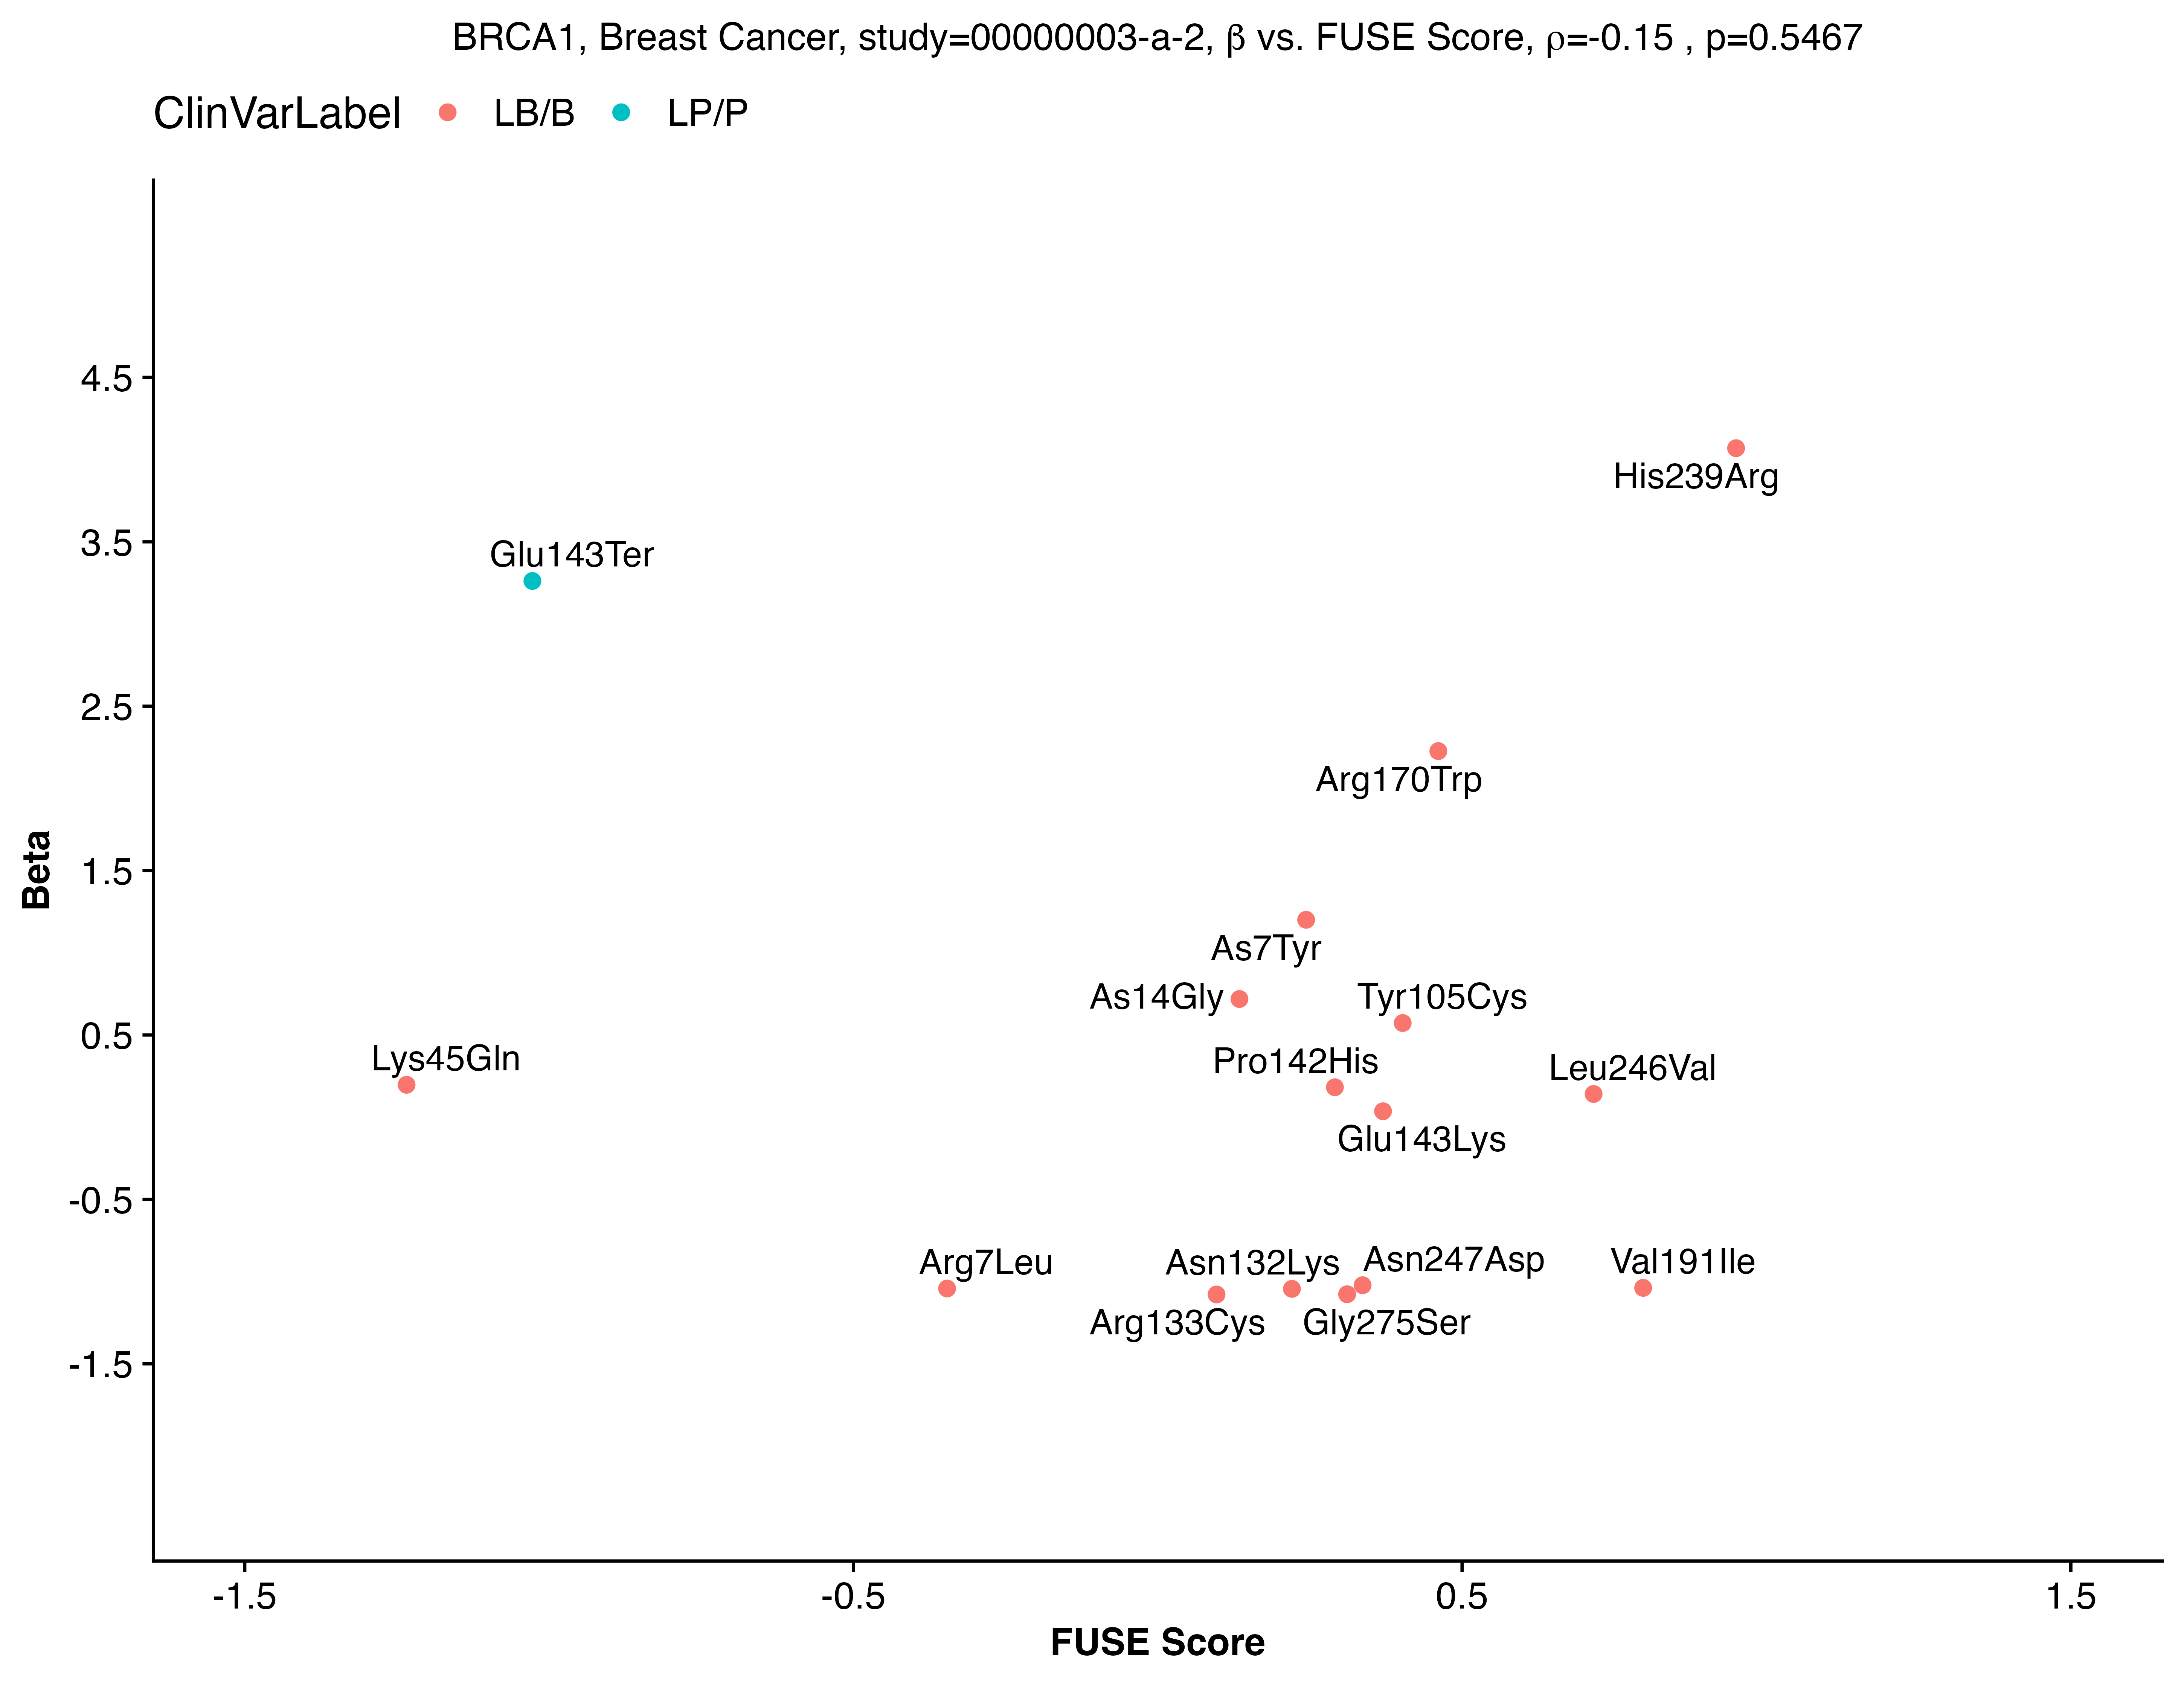 BRCA1, Breast Cancer, study=00000003-a-2, β vs. FUSE Score, ρ=-0.15 , p=0.5467
ClinVarLabel LB/B LP/P
4.5
His239Arg
3.5
Glu143Ter
2.5
Arg170Trp
1.5
Beta
As7Tyr
As14Gly
Tyr105Cys
0.5
Lys45Gln
Pro142His
Leu246Val
Glu143Lys
-0.5
Arg7Leu
Asn132Lys
Asn247Asp
Val191Ile
Arg133Cys
Gly275Ser
-1.5
-1.5 -0.5 0.5 1.5
FUSE Score